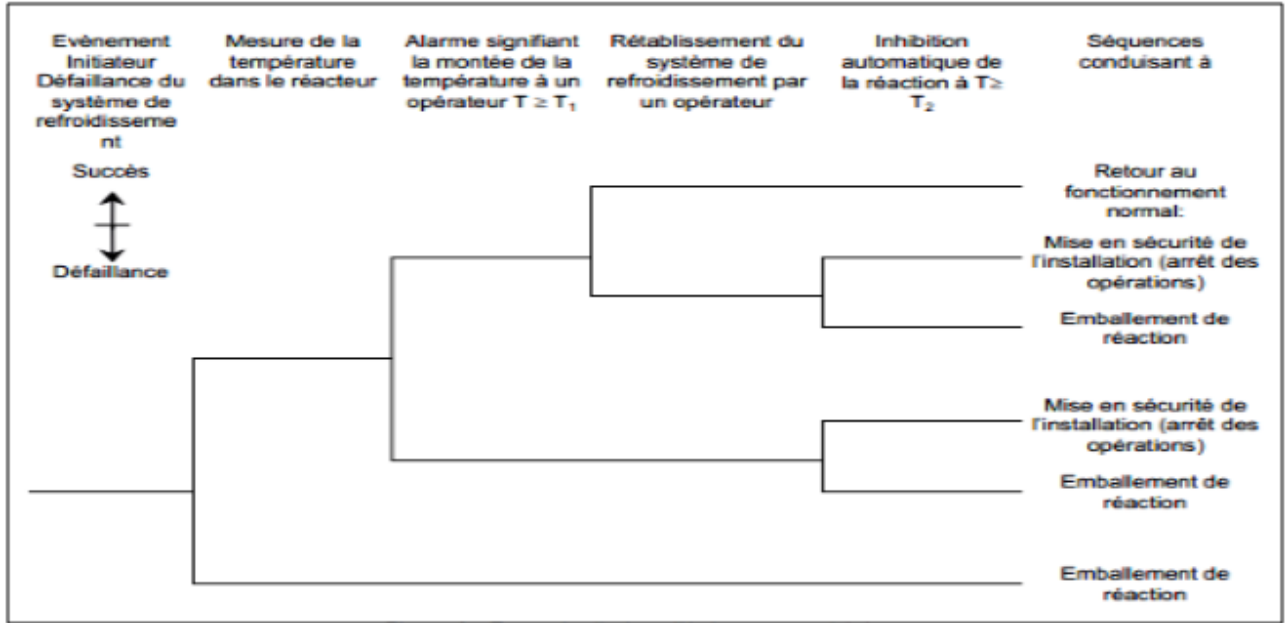 Evènement
Initiateur
Défaillance du
système de
refroidisseme
nt
Mesure de la
température
dans le réacteur
Alarme signifiant
la montée de la
température à un
opérateur T ≥ T₁
Rétablissement du
système de
refroidissement par
un opérateur
Inhibition
automatique de
la réaction à T≥
T₂
Séquences
conduisant à
Succès
Défaillance
Retour au
fonctionnement
normal:
Mise en sécurité de
l'installation (arrêt des
opérations)
Emballement de
réaction
Mise en sécurité de
l'installation (arrêt des
opérations)
Emballement de
réaction
Emballement de
réaction